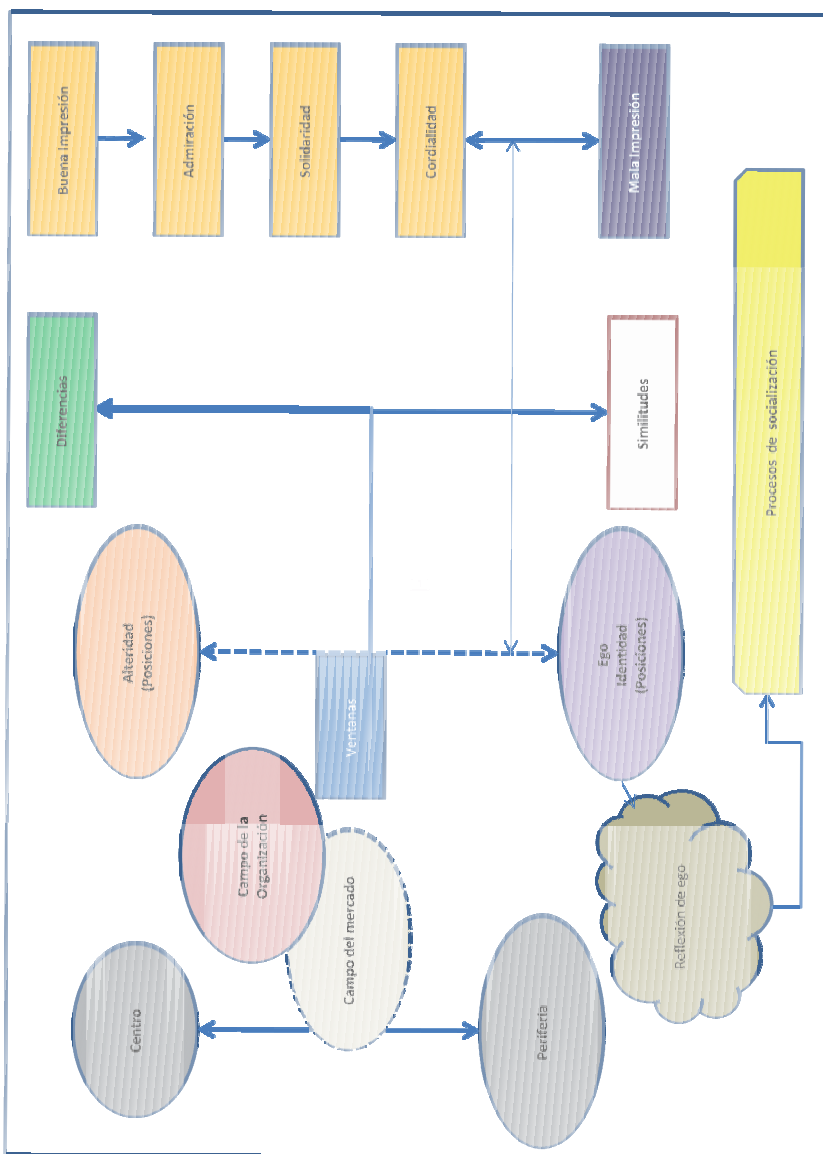 Centro
Alteridad
(Posiciones)
Diferencias
Buena Impresión
Admiración
Campo de la
Organización
Solidaridad
Campo del mercado
Ventanas
Cordialidad
Periferia
Ego
Identidad
(Posiciones)
Similitudes
Mala Impresión
Reflexión de ego
Procesos de socialización